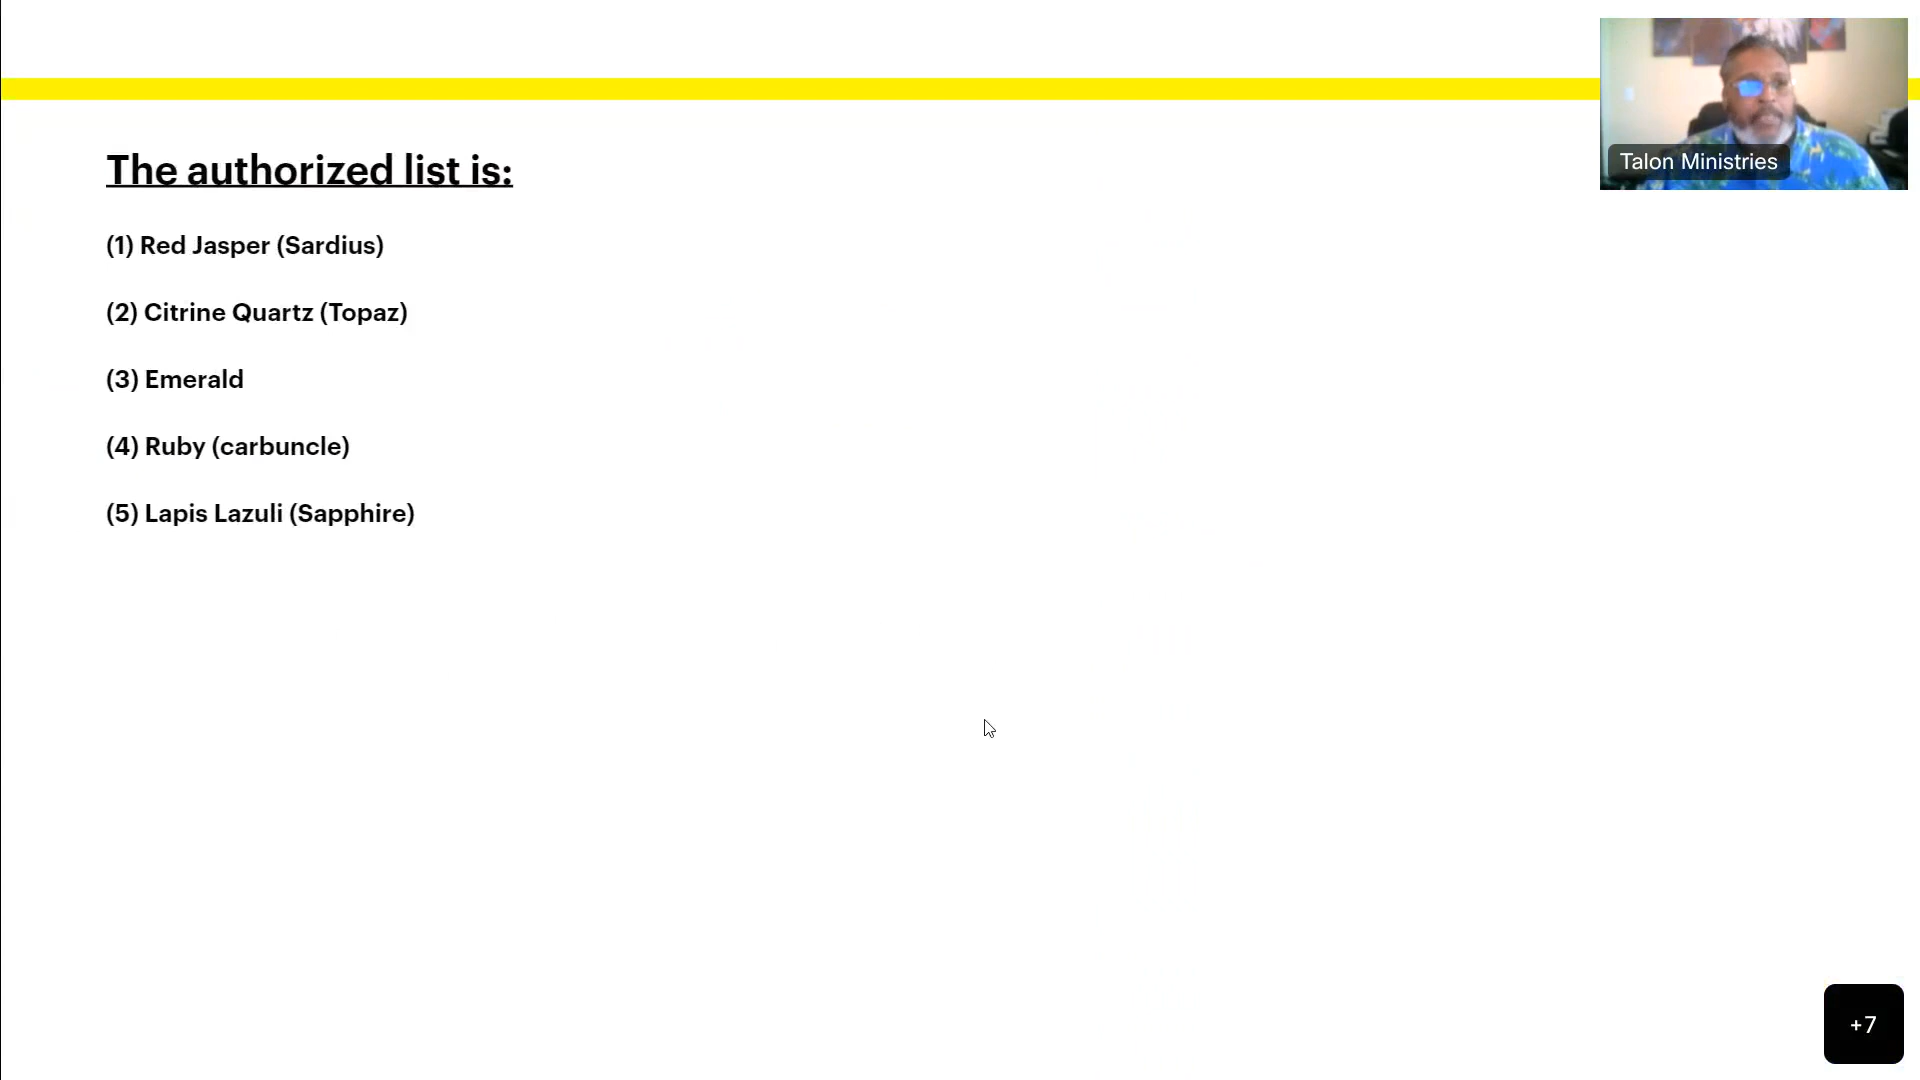 The authorized list is:
(1) Red Jasper (Sardius)
(2) Citrine Quartz (Topaz)
(3) Emerald
(4) Ruby (carbuncle)
(5) Lapis Lazuli (Sapphire)
Talon Ministries
+7